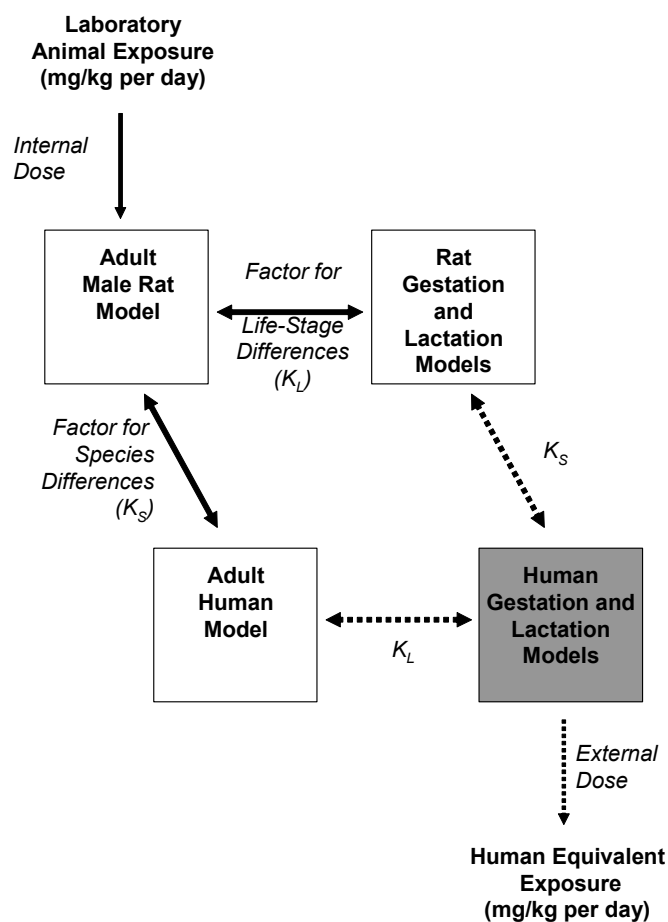 Laboratory
Animal Exposure
(mg/kg per day)
Internal
Dose
Adult
Male Rat
Model
Factor for
Life-Stage
Differences
(K_L)
Rat
Gestation
and
Lactation
Models
Factor for
Species
Differences
(K_S)
K_S
Adult
Human
Model
K_L
Human
Gestation and
Lactation
Models
External
Dose
Human Equivalent
Exposure
(mg/kg per day)